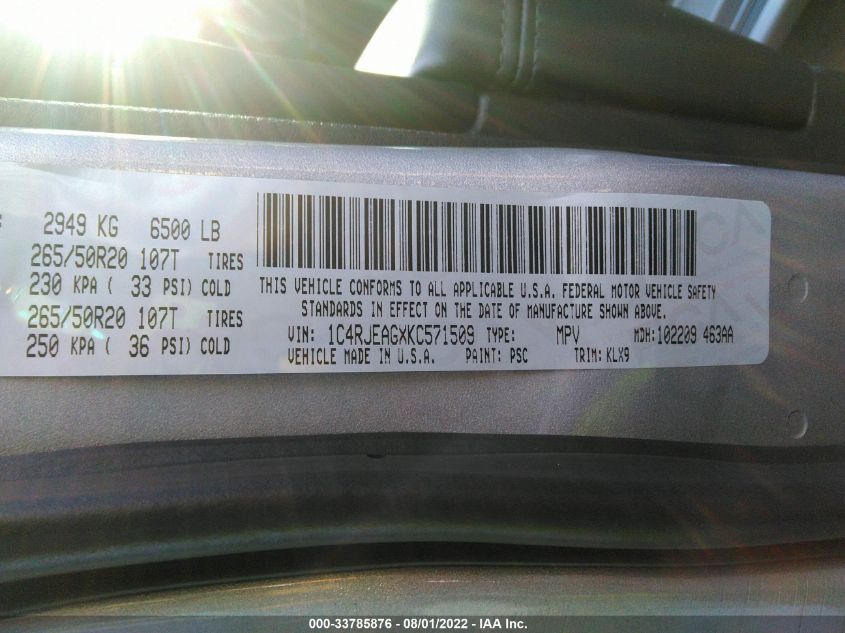 2949 KG 6500 LB
265/50R20 107T TIRES
230 KPA ( 33 PSI) COLD
265/50R20 107T TIRES
250 KPA ( 36 PSI) COLD
THIS VEHICLE CONFORMS TO ALL APPLICABLE U.S.A. FEDERAL MOTOR VEHICLE SAFETY
STANDARDS IN EFFECT ON THE DATE OF MANUFACTURE SHOWN ABOVE.
VIN: 1C4RJEAGXKC571509 TYPE: MPV MDH:102209 463AA
VEHICLE MADE IN U.S.A. PAINT: PSC TRIM: KLX9
000-33785876 - 08/01/2022 - IAA Inc.